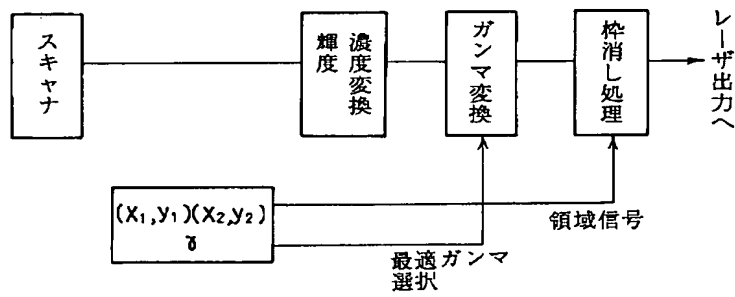 スキャナ
輝度
濃度変換
ガンマ変換
枠消し処理
レーザ出力へ
(X₁,y₁)(X₂,y₂)
γ
領域信号
最適ガンマ
選択